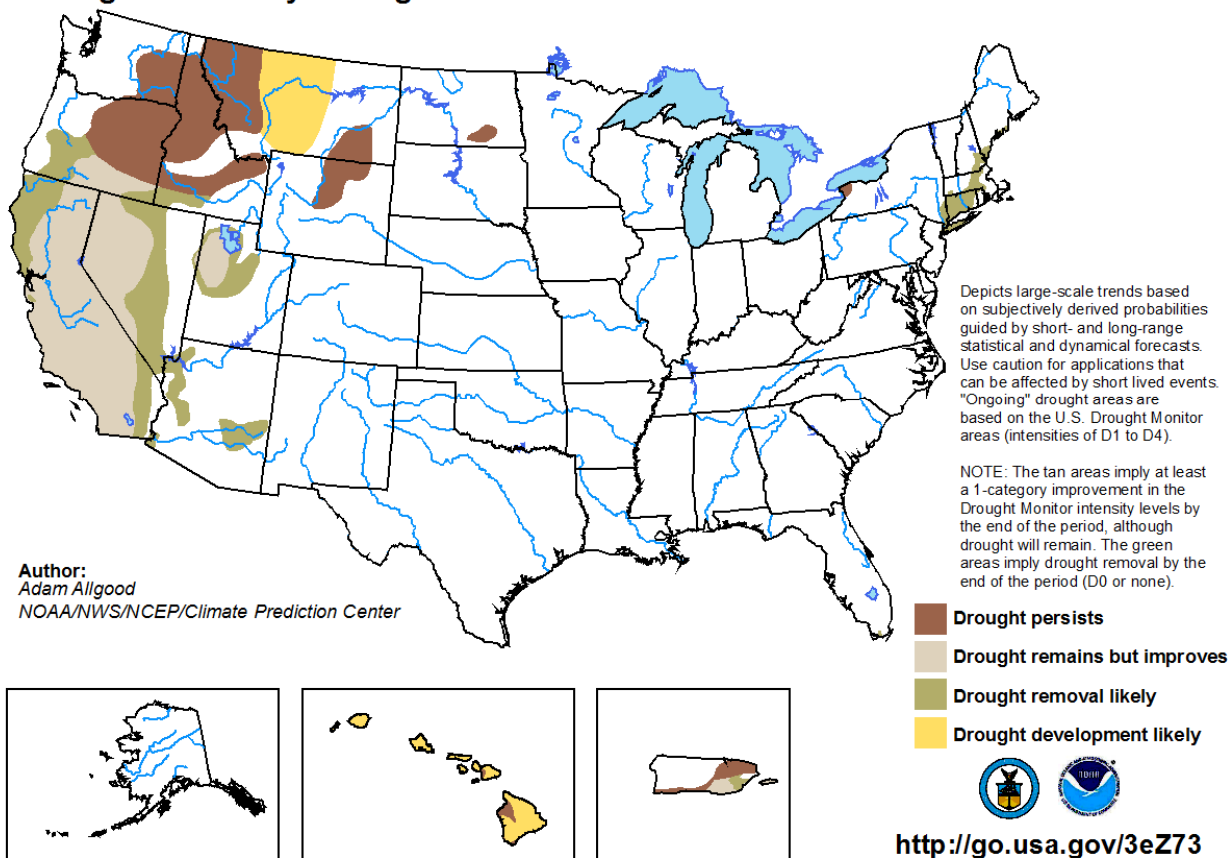 Depicts large-scale trends based
on subjectively derived probabilities
guided by short- and long-range
statistical and dynamical forecasts.
Use caution for applications that
can be affected by short lived events.
"Ongoing" drought areas are
based on the U.S. Drought Monitor
areas (intensities of D1 to D4).
NOTE: The tan areas imply at least
a 1-category improvement in the
Drought Monitor intensity levels by
the end of the period, although
drought will remain. The green
areas imply drought removal by the
end of the period (D0 or none).
Author:
Adam Allgood
NOAA/NWS/NCEP/Climate Prediction Center
Drought persists
Drought remains but improves
Drought removal likely
Drought development likely
http://go.usa.gov/3eZ73